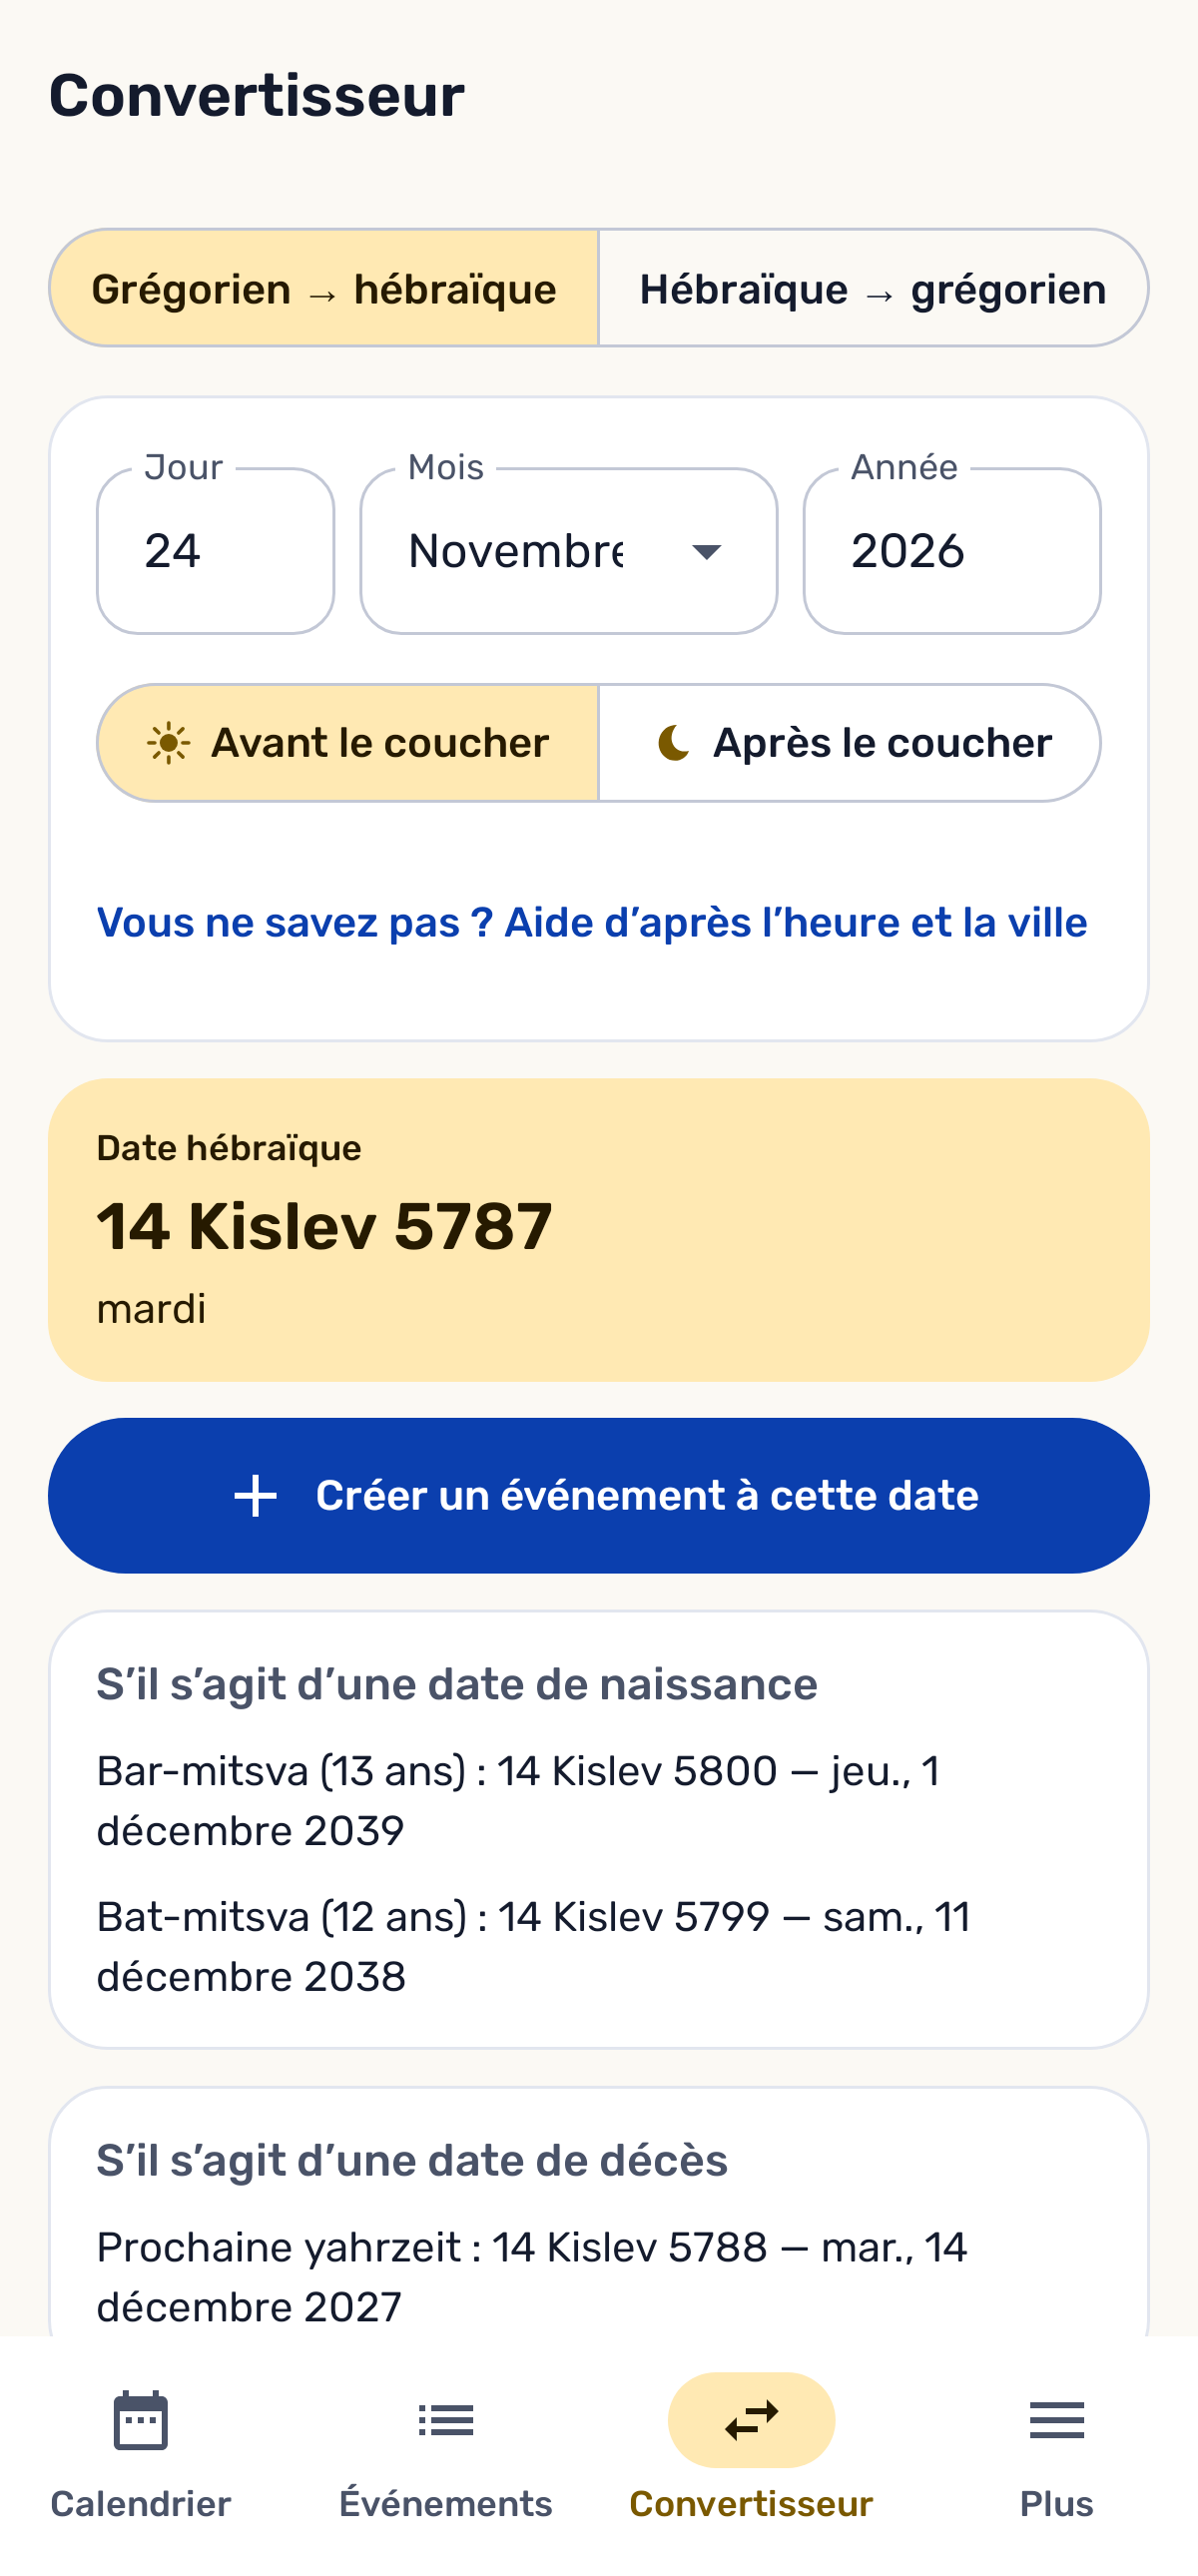 Convertisseur
Grégorien → hébraïque
Hébraïque → grégorien
Jour
Mois
Année
24
Novembre
2026
Avant le coucher
Après le coucher
Vous ne savez pas ? Aide d’après l’heure et la ville
Date hébraïque
14 Kislev 5787
mardi
Créer un événement à cette date
S’il s’agit d’une date de naissance
Bar-mitsva (13 ans) : 14 Kislev 5800 – jeu., 1
décembre 2039
Bat-mitsva (12 ans) : 14 Kislev 5799 – sam., 11
décembre 2038
S’il s’agit d’une date de décès
Prochaine yahrzeit : 14 Kislev 5788 – mar., 14
décembre 2027
Calendrier
Événements
Convertisseur
Plus